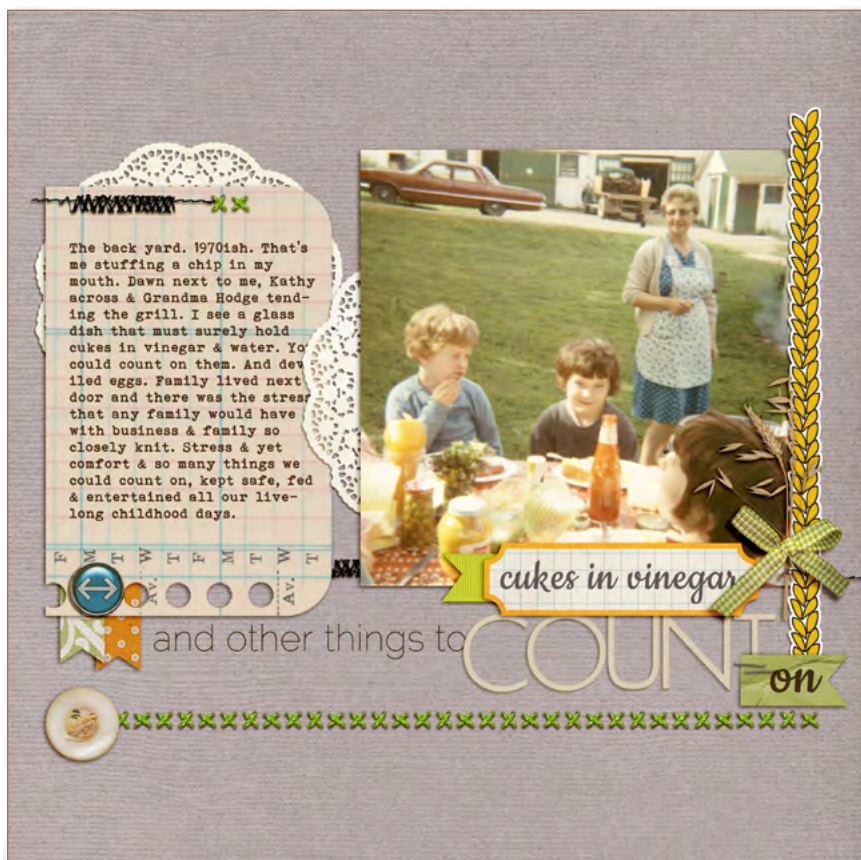 The back yard. 1970ish. That's
me stuffing a chip in my
mouth. Dawn next to me, Kathy
across & Grandma Hodge tend-
ing the grill. I see a glass
dish that must surely hold
cukes in vinegar & water. You
could count on them. And dev-
iled eggs. Family lived next
door and there was the stress
that any family would have
with business & family so
closely knit. Stress & yet
comfort & so many things we
could count on, kept safe, fed
& entertained all our live-
long childhood days.
F M T W T F M T W T
Av. Av.
cukes in vinegar
and other things to COUNT
on